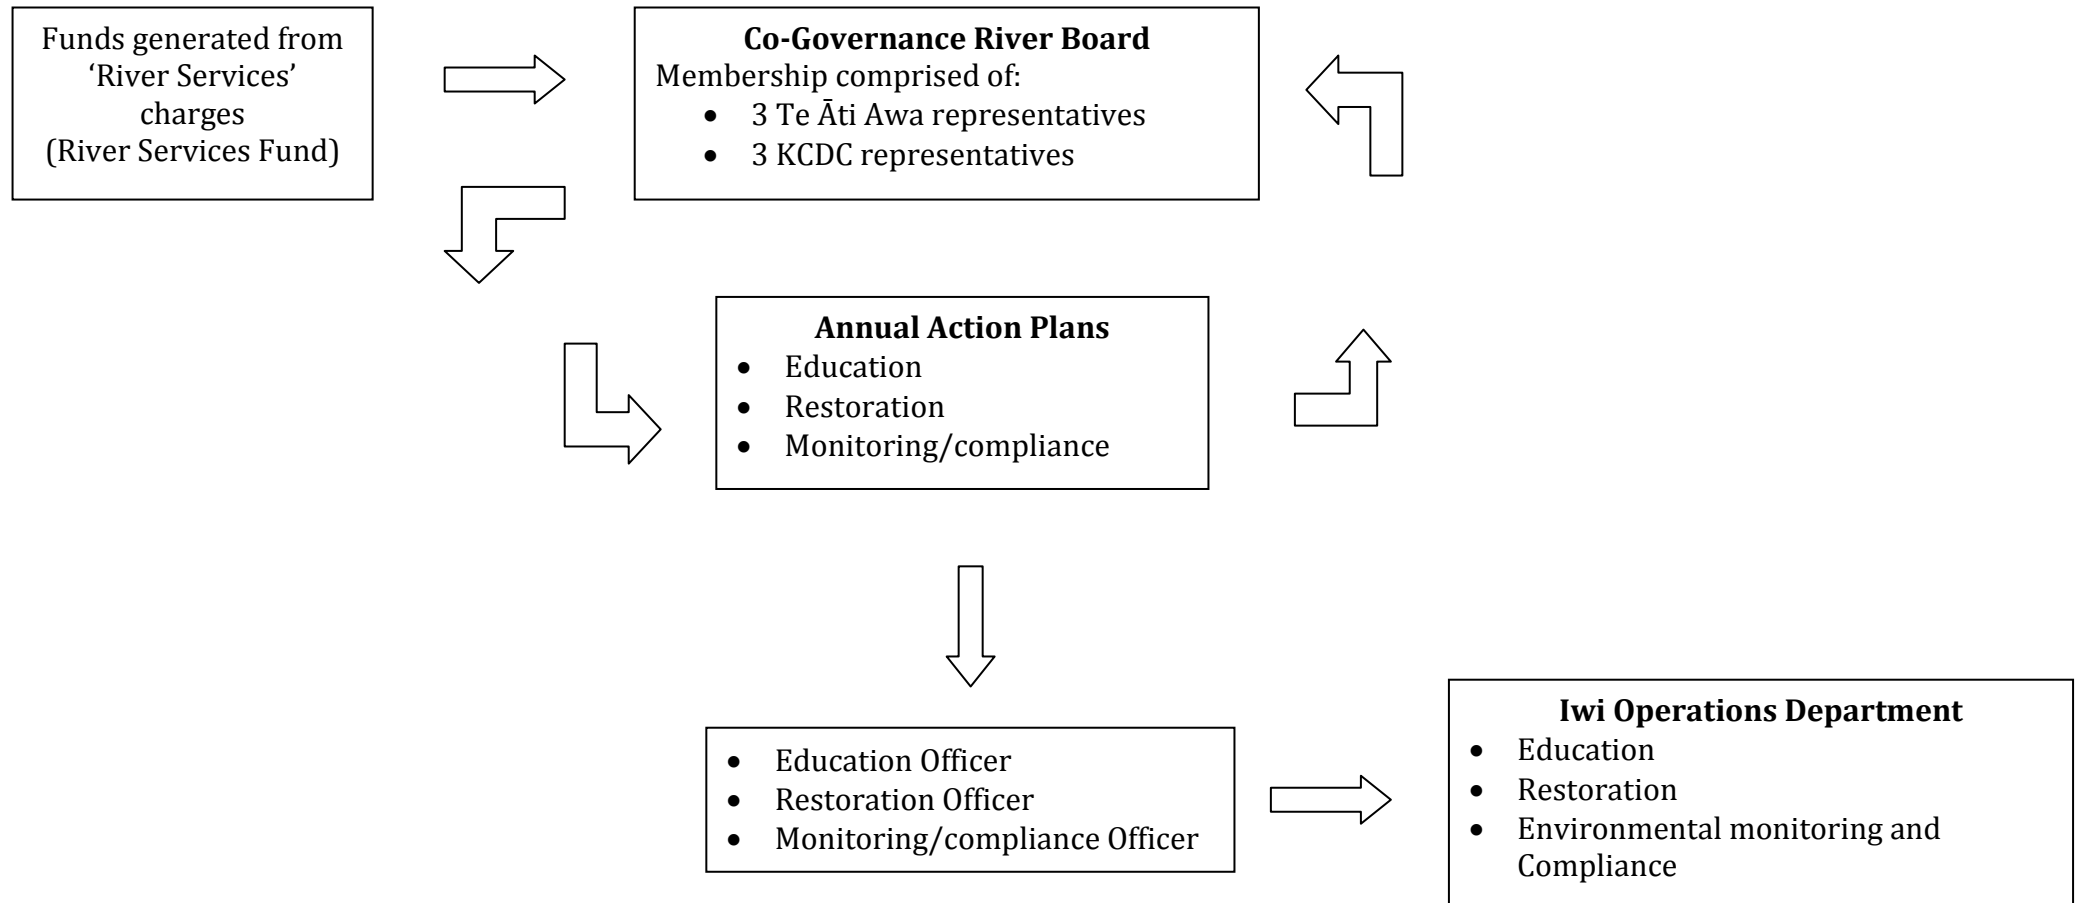 Funds generated from
‘River Services’
charges
(River Services Fund)
Co-Governance River Board
Membership comprised of:
• 3 Te Āti Awa representatives
• 3 KCDC representatives
Annual Action Plans
• Education
• Restoration
• Monitoring/compliance
• Education Officer
• Restoration Officer
• Monitoring/compliance Officer
Iwi Operations Department
• Education
• Restoration
• Environmental monitoring and
Compliance